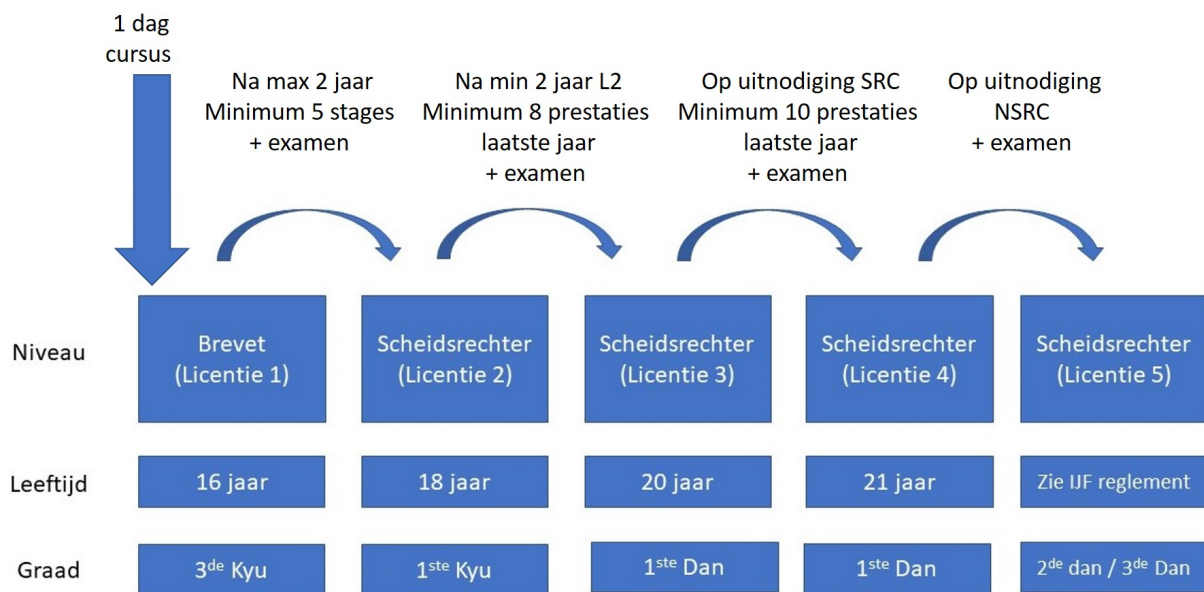 1 dag
cursus
Na max 2 jaar
Minimum 5 stages
+ examen
Na min 2 jaar L2
Minimum 8 prestaties
laatste jaar
+ examen
Op uitnodiging SRC
Minimum 10 prestaties
laatste jaar
+ examen
Op uitnodiging
NSRC
+ examen
Niveau
Brevet
(Licentie 1)
Scheidsrechter
(Licentie 2)
Scheidsrechter
(Licentie 3)
Scheidsrechter
(Licentie 4)
Scheidsrechter
(Licentie 5)
Leeftijd
16 jaar
18 jaar
20 jaar
21 jaar
Zie IJF reglement
Graad
3de Kyu
1ste Kyu
1ste Dan
1ste Dan
2de dan / 3de Dan